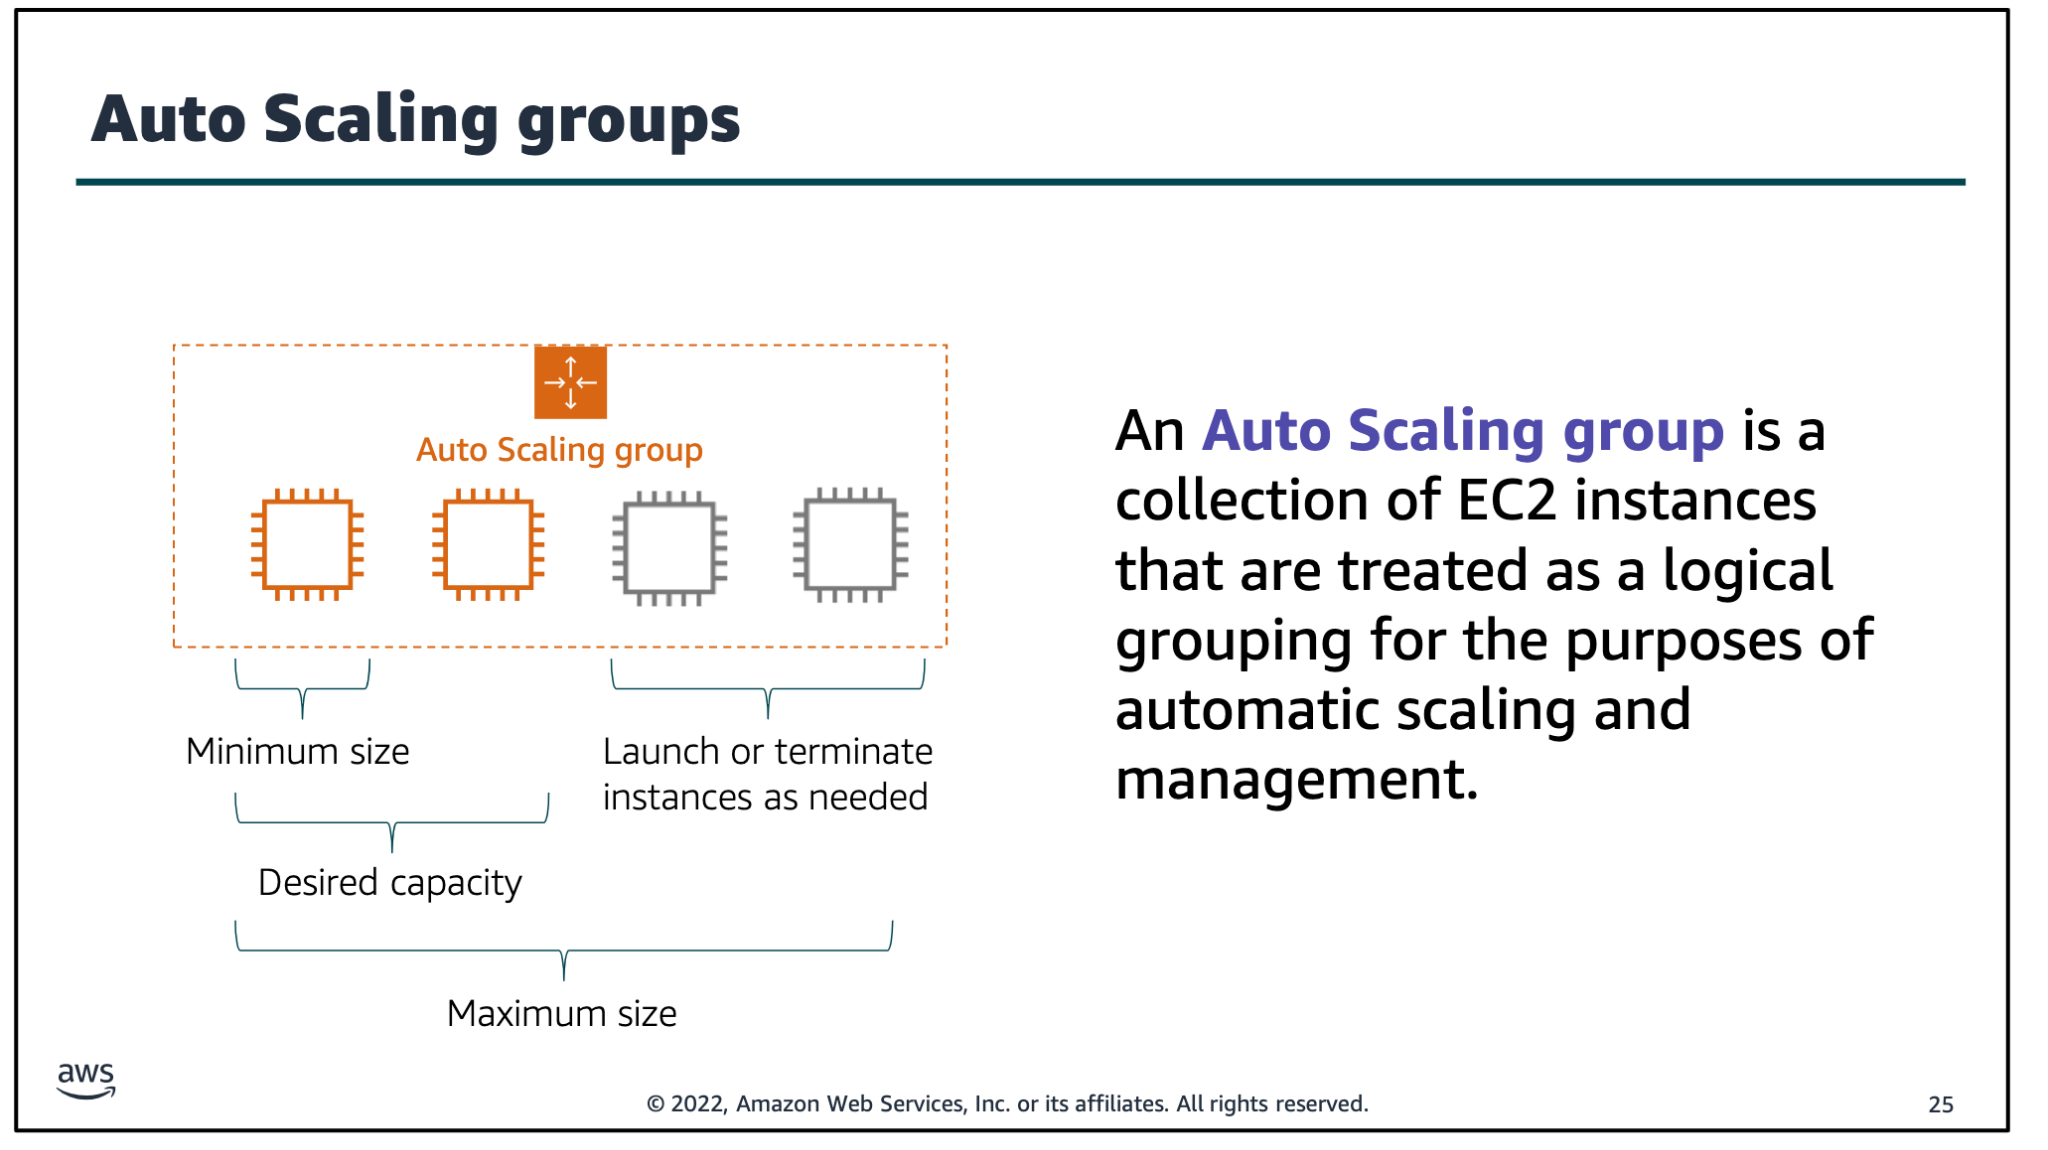 Auto Scaling groups
Auto Scaling group
Minimum size
Launch or terminate
instances as needed
Desired capacity
Maximum size
An Auto Scaling group is a
collection of EC2 instances
that are treated as a logical
grouping for the purposes of
automatic scaling and
management.
aws
© 2022, Amazon Web Services, Inc. or its affiliates. All rights reserved.
25